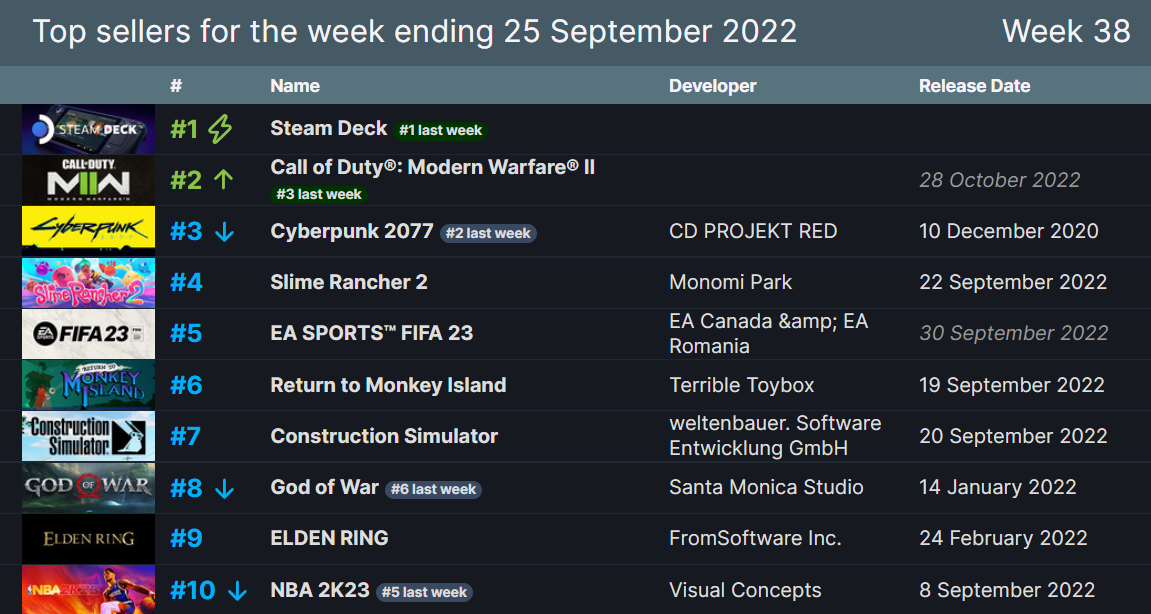 Top sellers for the week ending 25 September 2022 Week 38
# Name Developer Release Date
STEAM DECK #1 Steam Deck #1 last week
CALL OF DUTY
MWII
MODERN WARFARE II
#2 Call of Duty®: Modern Warfare® II
#3 last week
28 October 2022
Cyberpunk #3 Cyberpunk 2077 #2 last week CD PROJEKT RED 10 December 2020
Slime Rancher 2 #4 Slime Rancher 2 Monomi Park 22 September 2022
EA SPORTS FIFA 23 #5 EA SPORTS™ FIFA 23 EA Canada &amp; EA
Romania
30 September 2022
RETURN TO
MONKEY
ISLAND
#6 Return to Monkey Island Terrible Toybox 19 September 2022
Construction
Simulator
#7 Construction Simulator weltenbauer. Software
Entwicklung GmbH
20 September 2022
GOD OF WAR #8 God of War #6 last week Santa Monica Studio 14 January 2022
ELDEN RING #9 ELDEN RING FromSoftware Inc. 24 February 2022
NBA 2K23 #10 NBA 2K23 #5 last week Visual Concepts 8 September 2022